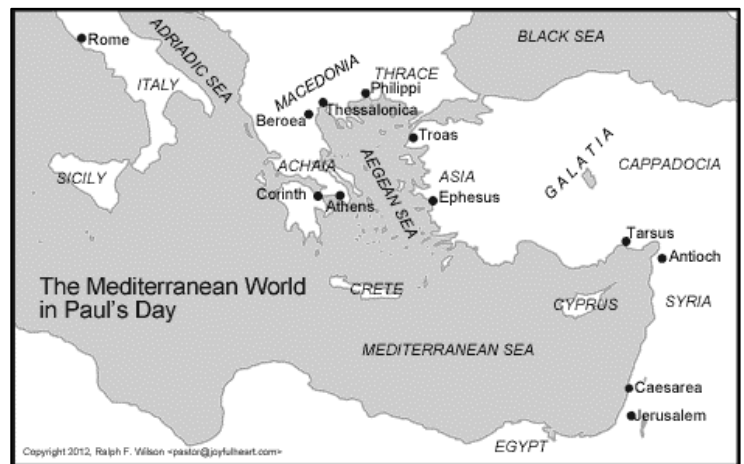 BLACK SEA
Rome
ADRIADIC SEA
ITALY
MACEDONIA
THRACE
Philippi
Thessalonica
Beroea
Troas
GALATIA
CAPPADOCIA
AEGEAN SEA
ACHAIA
ASIA
SICILY
Corinth
Athens
Ephesus
Tarsus
Antioch
The Mediterranean World
in Paul's Day
CRETE
CYPRUS
SYRIA
MEDITERRANEAN SEA
Caesarea
Jerusalem
EGYPT
Copyright 2012, Ralph F. Wilson <pastor@joyfulheart.com>